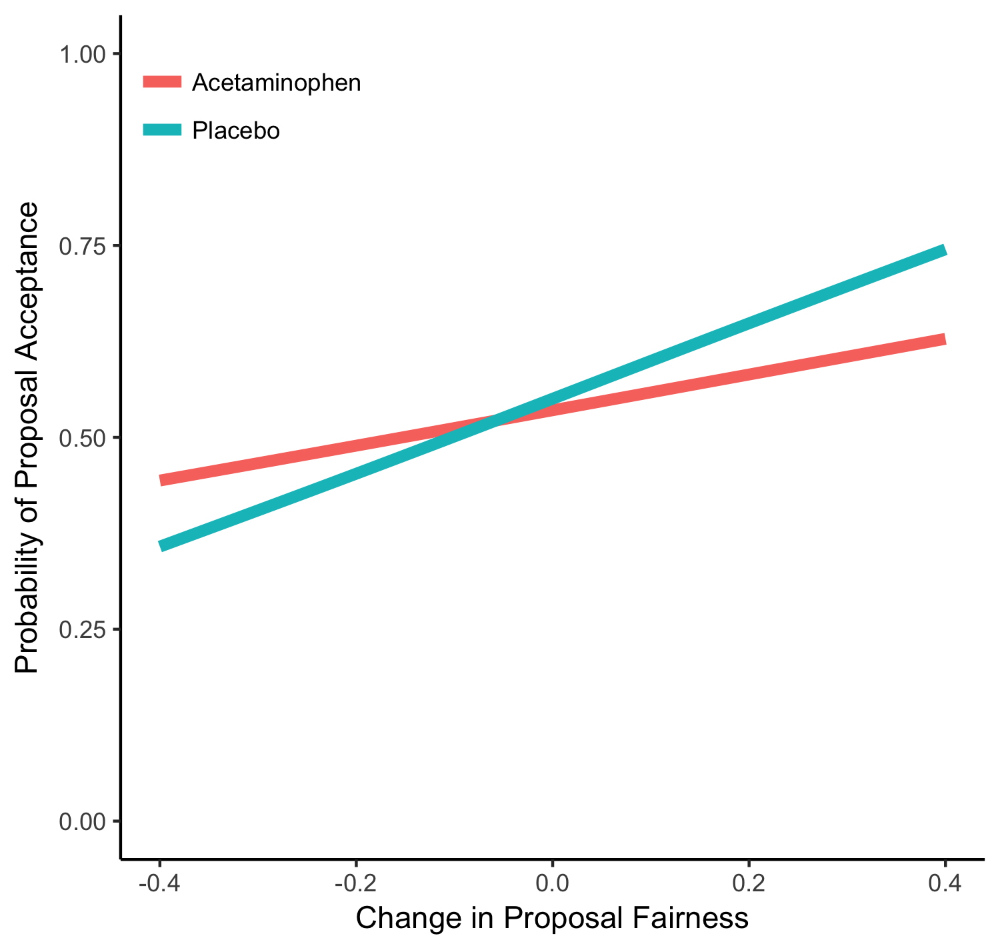 1.00
Acetaminophen
Placebo
0.75
0.50
0.25
0.00
Probability of Proposal Acceptance
-0.4
-0.2
0.0
0.2
0.4
Change in Proposal Fairness